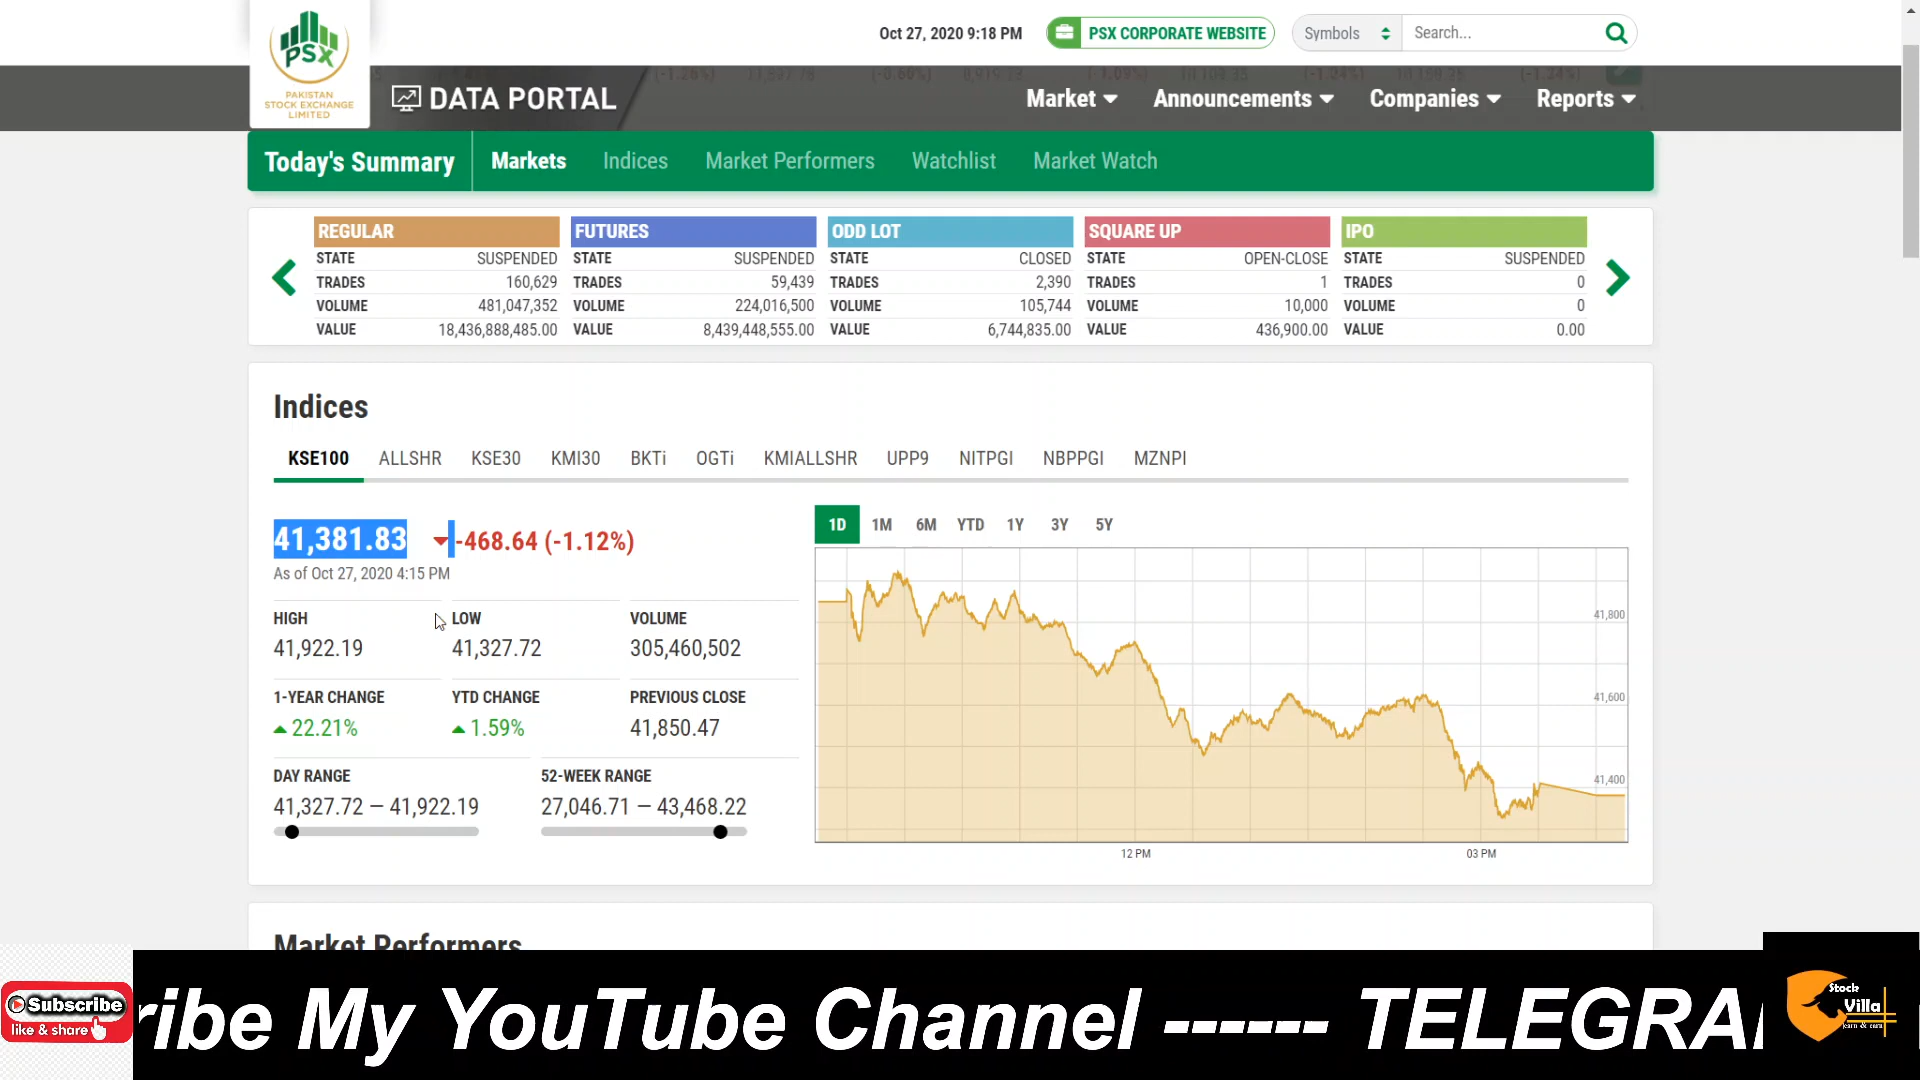 PSX
PAKISTAN
STOCK EXCHANGE
LIMITED
Oct 27, 2020 9:18 PM
PSX CORPORATE WEBSITE
Symbols
Search...
DATA PORTAL
Market
Announcements
Companies
Reports
Today's Summary
Markets
Indices
Market Performers
Watchlist
Market Watch
REGULAR
STATE SUSPENDED
TRADES 160,629
VOLUME 481,047,352
VALUE 18,436,888,485.00
FUTURES
STATE SUSPENDED
TRADES 59,439
VOLUME 224,016,500
VALUE 8,439,448,555.00
ODD LOT
STATE CLOSED
TRADES 2,390
VOLUME 105,744
VALUE 6,744,835.00
SQUARE UP
STATE OPEN-CLOSE
TRADES 1
VOLUME 10,000
VALUE 436,900.00
IPO
STATE SUSPENDED
TRADES 0
VOLUME 0
VALUE 0.00
Indices
KSE100 ALLSHR KSE30 KMI30 BKTi OGTi KMIALLSHR UPP9 NITPGI NBPPGI MZNPI
41,381.83 -468.64 (-1.12%)
As of Oct 27, 2020 4:15 PM
HIGH
41,922.19
LOW
41,327.72
VOLUME
305,460,502
1-YEAR CHANGE
22.21%
YTD CHANGE
1.59%
PREVIOUS CLOSE
41,850.47
DAY RANGE
41,327.72 — 41,922.19
52-WEEK RANGE
27,046.71 — 43,468.22
1D 1M 6M YTD 1Y 3Y 5Y
41,800
41,600
41,400
12 PM
03 PM
Market Performers
Subscribe
like & share
ribe My YouTube Channel ------ TELEGRA
Stock
Villa
learn & earn